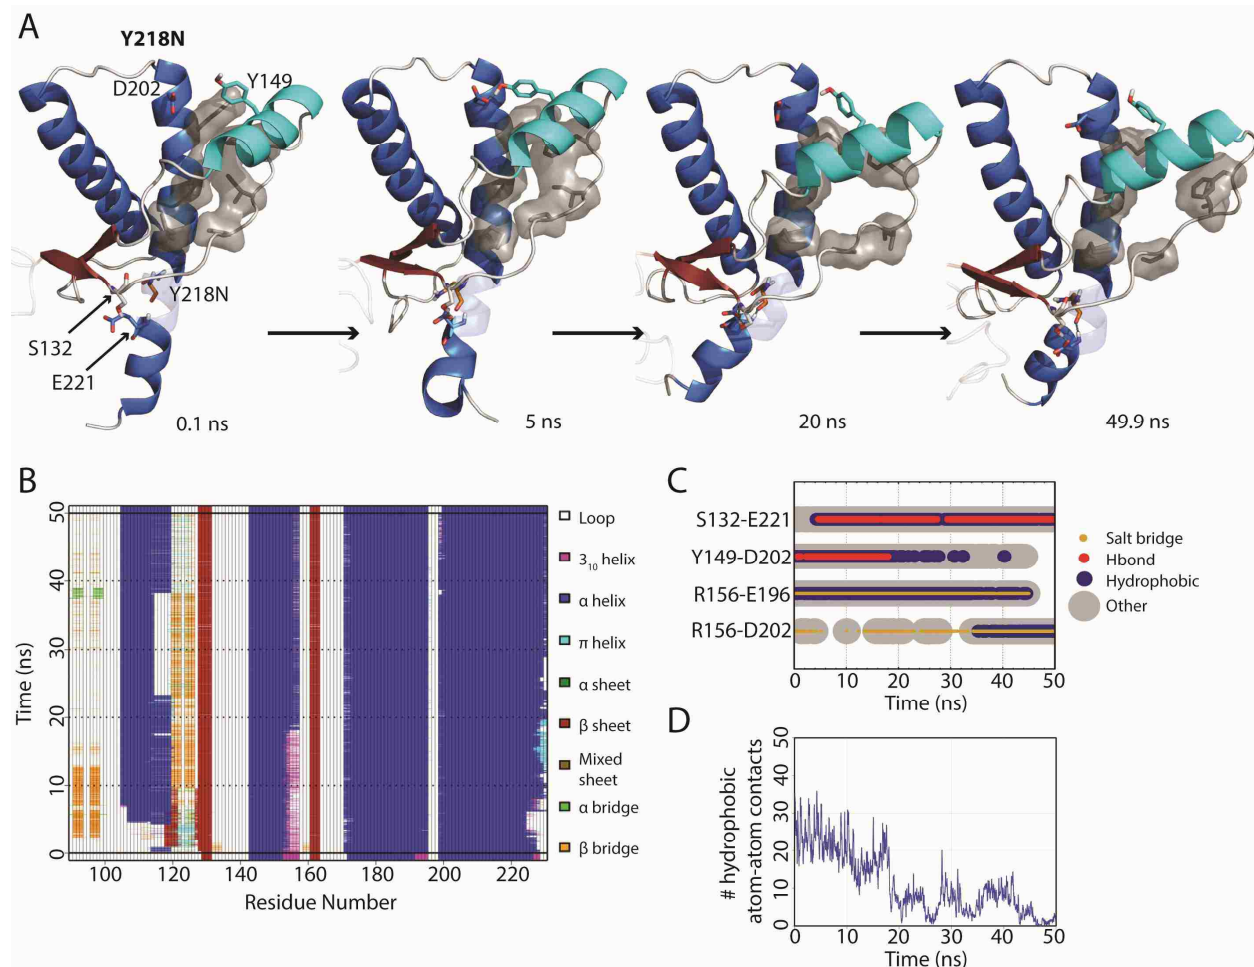 A
Y218N
D202
Y149
Y218N
S132
E221
0.1 ns
5 ns
20 ns
49.9 ns
B
50
40
30
20
10
0
Time (ns)
100
120
140
160
180
200
220
Residue Number
Loop
3₁₀ helix
α helix
π helix
α sheet
β sheet
Mixed
sheet
α bridge
β bridge
C
S132-E221
Y149-D202
R156-E196
R156-D202
0
10
20
30
40
50
Time (ns)
Salt bridge
Hbond
Hydrophobic
Other
D
# hydrophobic
atom-atom contacts
50
40
30
20
10
0
0
10
20
30
40
50
Time (ns)